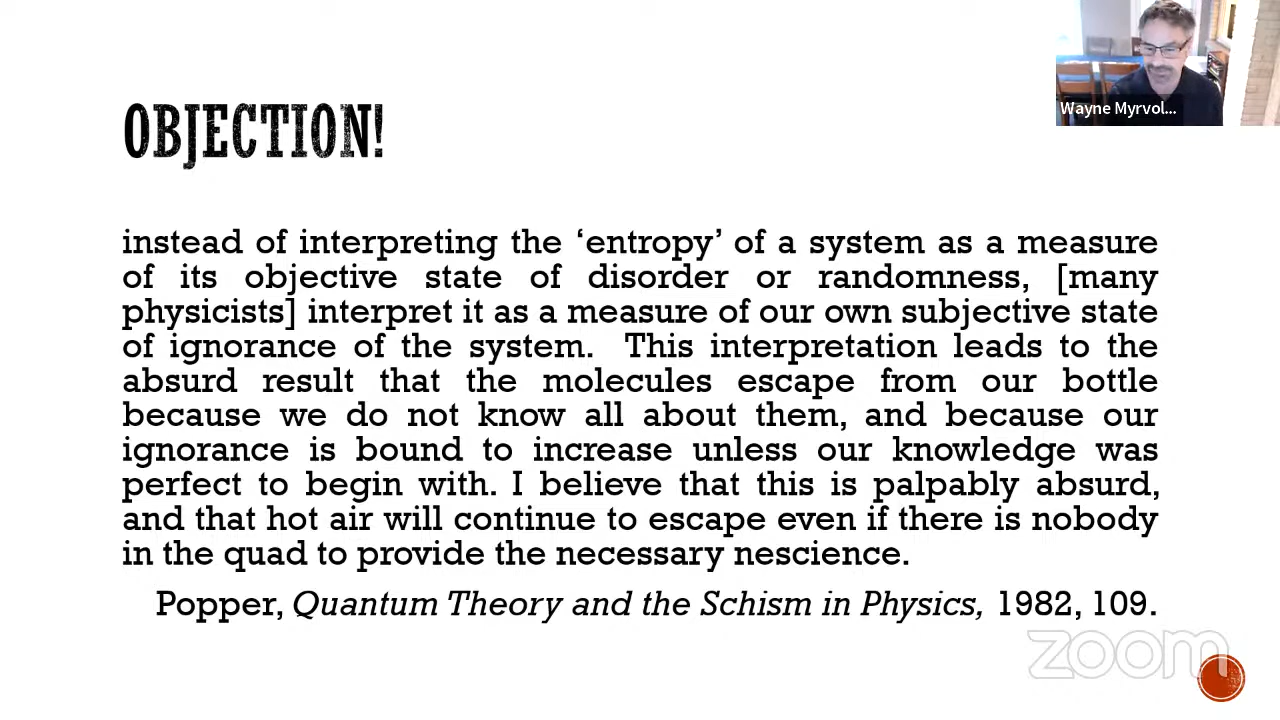 Wayne Myrvol...
OBJECTION!
instead of interpreting the ‘entropy’ of a system as a measure
of its objective state of disorder or randomness, [many
physicists] interpret it as a measure of our own subjective state
of ignorance of the system.  This interpretation leads to the
absurd result that the molecules escape from our bottle
because we do not know all about them, and because our
ignorance is bound to increase unless our knowledge was
perfect to begin with. I believe that this is palpably absurd,
and that hot air will continue to escape even if there is nobody
in the quad to provide the necessary nescience.
Popper, Quantum Theory and the Schism in Physics, 1982, 109.
zoom